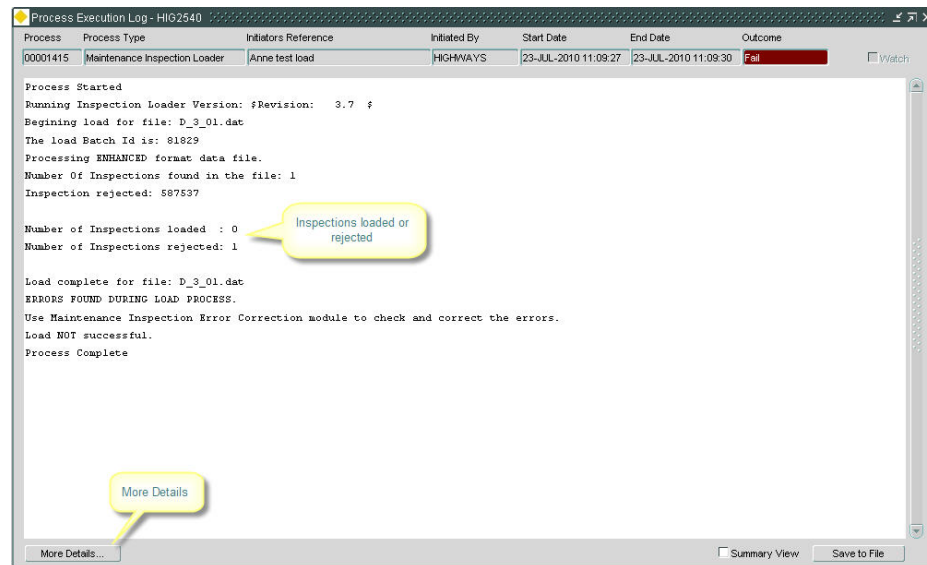 Process Execution Log - HIG2540
Process Process Type Initiators Reference Initiated By Start Date End Date Outcome
00001415 Maintenance Inspection Loader Anne test load HIGHWAYS 23-JUL-2010 11:09:27 23-JUL-2010 11:09:30 Fail Watch
Process Started
Running Inspection Loader Version: $Revision: 3.7 $
Begining load for file: D_3_01.dat
The load Batch Id is: 81829
Processing ENHANCED format data file.
Number Of Inspections found in the file: 1
Inspection rejected: 587537
Number of Inspections loaded : 0
Number of Inspections rejected: 1
Inspections loaded or
rejected
Load complete for file: D_3_01.dat
ERRORS FOUND DURING LOAD PROCESS.
Use Maintenance Inspection Error Correction module to check and correct the errors.
Load NOT successful.
Process Complete
More Details
More Details... Summary View Save to File